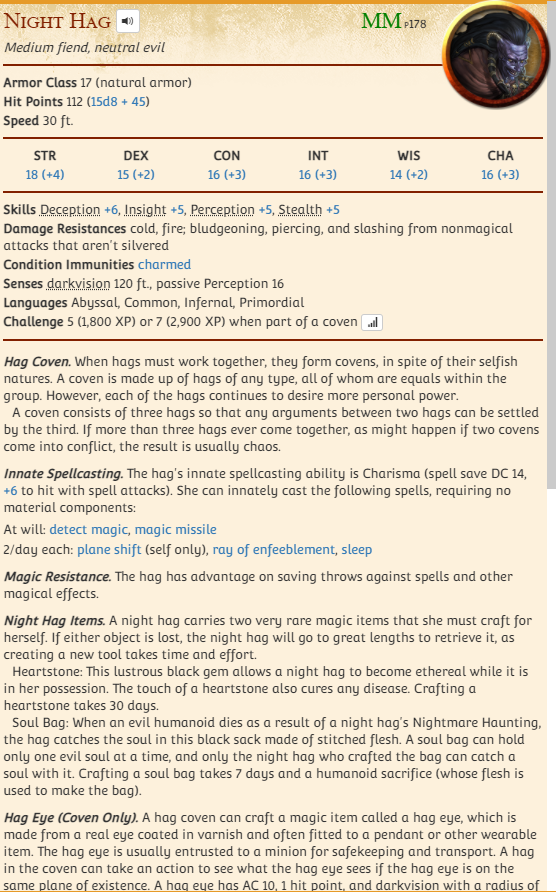 Night Hag MM p178
Medium fiend, neutral evil
Armor Class 17 (natural armor)
Hit Points 112 (15d8 + 45)
Speed 30 ft.
STR DEX CON INT WIS CHA
18 (+4) 15 (+2) 16 (+3) 16 (+3) 14 (+2) 16 (+3)
Skills Deception +6, Insight +5, Perception +5, Stealth +5
Damage Resistances cold, fire; bludgeoning, piercing, and slashing from nonmagical
attacks that aren't silvered
Condition Immunities charmed
Senses darkvision 120 ft., passive Perception 16
Languages Abyssal, Common, Infernal, Primordial
Challenge 5 (1,800 XP) or 7 (2,900 XP) when part of a coven
Hag Coven. When hags must work together, they form covens, in spite of their selfish
natures. A coven is made up of hags of any type, all of whom are equals within the
group. However, each of the hags continues to desire more personal power.
A coven consists of three hags so that any arguments between two hags can be settled
by the third. If more than three hags ever come together, as might happen if two covens
come into conflict, the result is usually chaos.
Innate Spellcasting. The hag's innate spellcasting ability is Charisma (spell save DC 14,
+6 to hit with spell attacks). She can innately cast the following spells, requiring no
material components:
At will: detect magic, magic missile
2/day each: plane shift (self only), ray of enfeeblement, sleep
Magic Resistance. The hag has advantage on saving throws against spells and other
magical effects.
Night Hag Items. A night hag carries two very rare magic items that she must craft for
herself. If either object is lost, the night hag will go to great lengths to retrieve it, as
creating a new tool takes time and effort.
Heartstone: This lustrous black gem allows a night hag to become ethereal while it is
in her possession. The touch of a heartstone also cures any disease. Crafting a
heartstone takes 30 days.
Soul Bag: When an evil humanoid dies as a result of a night hag's Nightmare Haunting,
the hag catches the soul in this black sack made of stitched flesh. A soul bag can hold
only one evil soul at a time, and only the night hag who crafted the bag can catch a
soul with it. Crafting a soul bag takes 7 days and a humanoid sacrifice (whose flesh is
used to make the bag).
Hag Eye (Coven Only). A hag coven can craft a magic item called a hag eye, which is
made from a real eye coated in varnish and often fitted to a pendant or other wearable
item. The hag eye is usually entrusted to a minion for safekeeping and transport. A hag
in the coven can take an action to see what the hag eye sees if the hag eye is on the
same plane of existence. A hag eye has AC 10, 1 hit point, and darkvision with a radius of